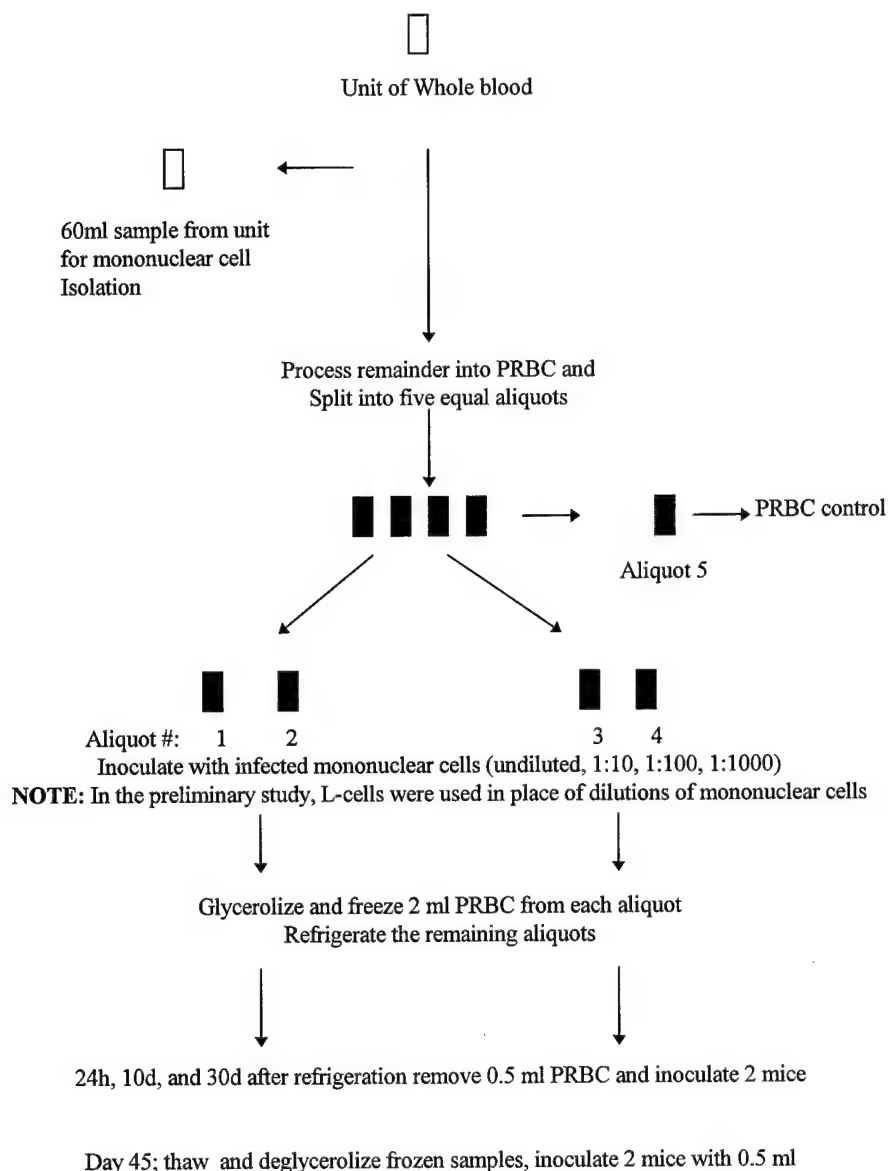 Unit of Whole blood
60ml sample from unit
for mononuclear cell
Isolation
Process remainder into PRBC and
Split into five equal aliquots
PRBC control
Aliquot 5
Aliquot #: 1 2 3 4
Inoculate with infected mononuclear cells (undiluted, 1:10, 1:100, 1:1000)
NOTE: In the preliminary study, L-cells were used in place of dilutions of mononuclear cells
Glycerolize and freeze 2 ml PRBC from each aliquot
Refrigerate the remaining aliquots
24h, 10d, and 30d after refrigeration remove 0.5 ml PRBC and inoculate 2 mice
Day 45; thaw and deglycerolize frozen samples, inoculate 2 mice with 0.5 ml